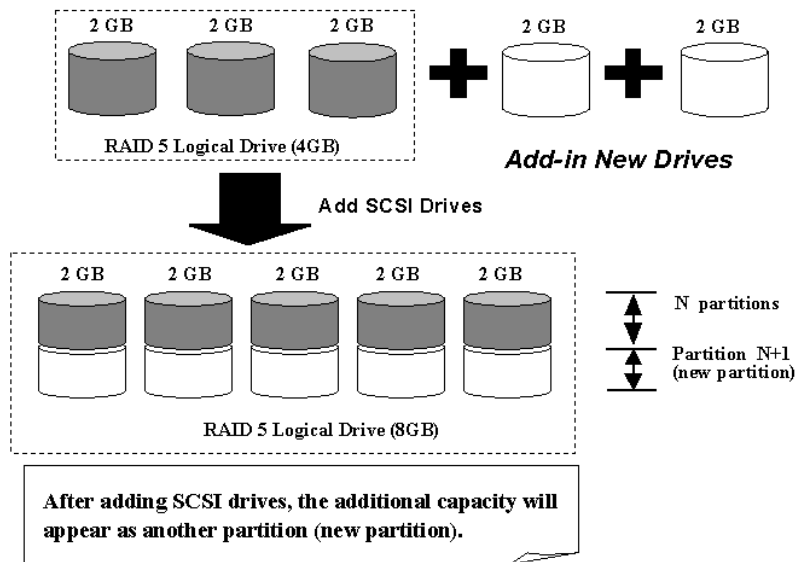 2 GB 2 GB 2 GB 2 GB 2 GB
RAID 5 Logical Drive (4GB)
Add-in New Drives
Add SCSI Drives
2 GB 2 GB 2 GB 2 GB 2 GB
N partitions
Partition N+1
(new partition)
RAID 5 Logical Drive (8GB)
After adding SCSI drives, the additional capacity will
appear as another partition (new partition).